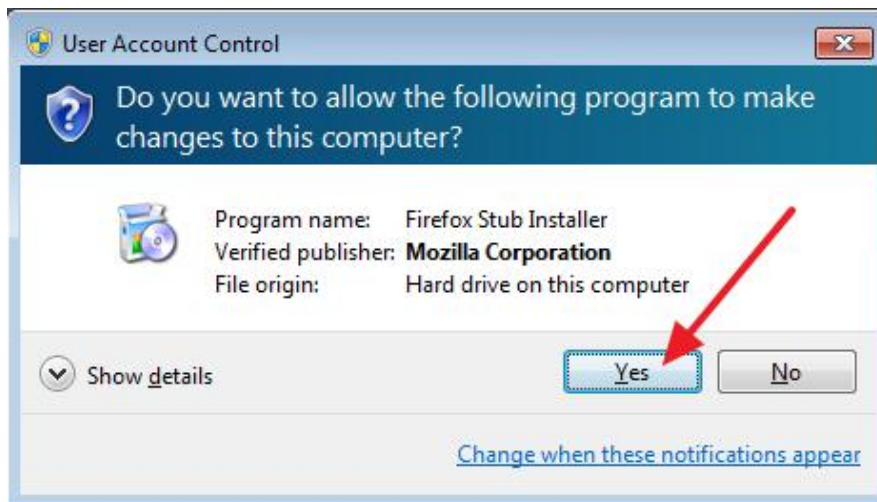 User Account Control
Do you want to allow the following program to make
changes to this computer?
Program name: Firefox Stub Installer
Verified publisher: Mozilla Corporation
File origin: Hard drive on this computer
Show details
Yes
No
Change when these notifications appear